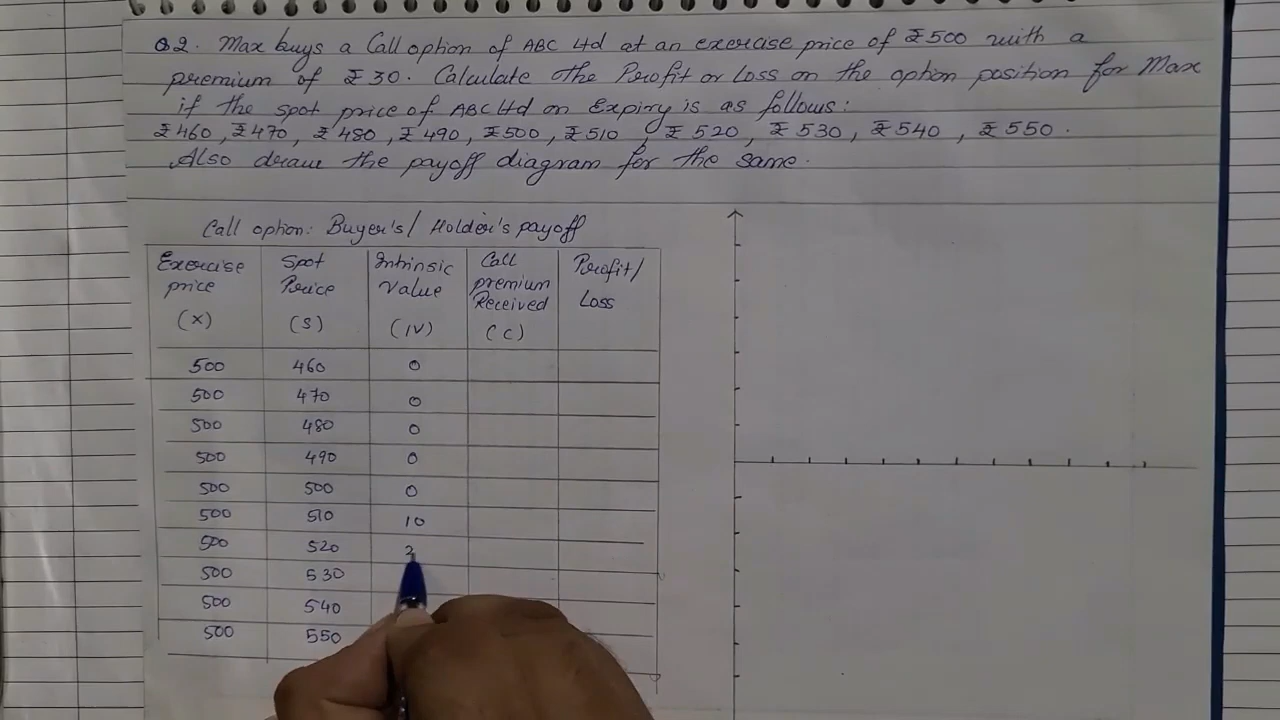 Q2. Max buys a Call option of ABC Ltd at an exercise price of ₹500 with a
premium of ₹30. Calculate the Profit or Loss on the option position for Max
if the spot price of ABC Ltd on Expiry is as follows:
₹460, ₹470, ₹480, ₹490, ₹500, ₹510, ₹520, ₹530, ₹540, ₹550.
Also draw the payoff diagram for the same.
Call option: Buyer's/ Holder's payoff
Exercise price (X) Spot Price (S) Intrinsic Value (IV) Call premium Received (C) Profit/ Loss
500 460 0
500 470 0
500 480 0
500 490 0
500 500 0
500 510 10
500 520 2
500 530
500 540
500 550